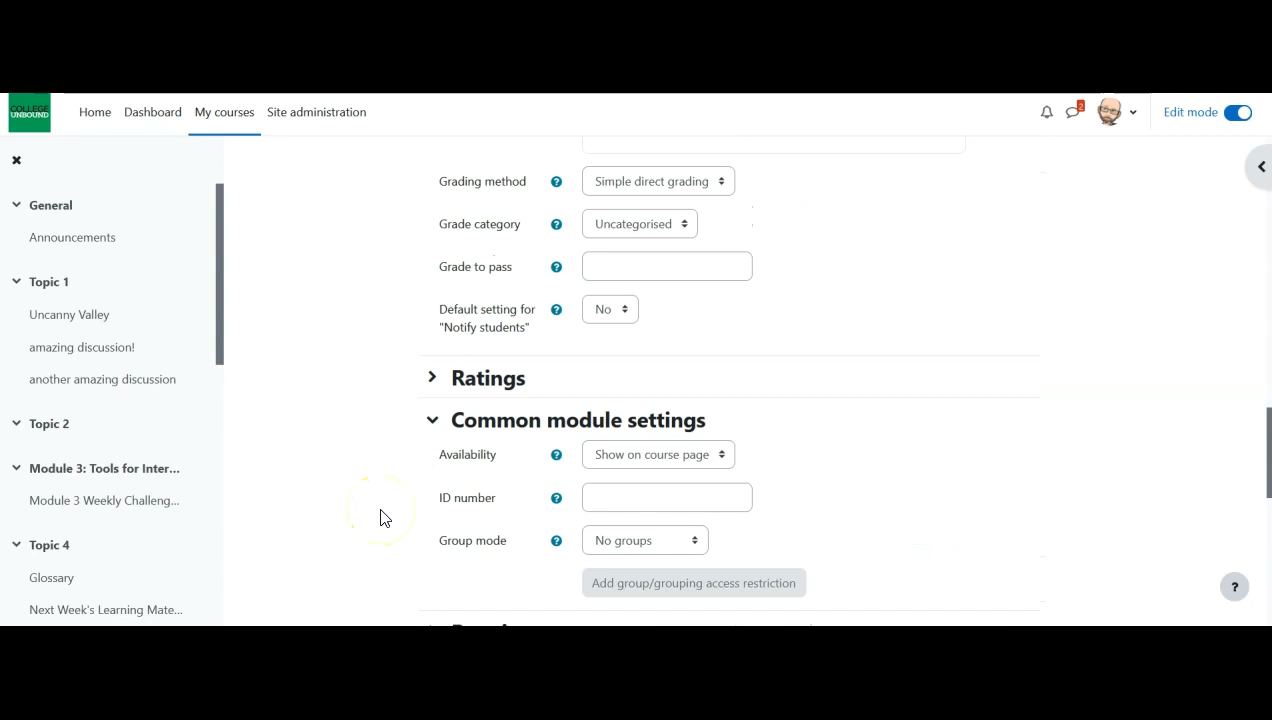 COLLEGE
UNBOUND
Home Dashboard My courses Site administration
2
Edit mode
General
Announcements
Topic 1
Uncanny Valley
amazing discussion!
another amazing discussion
Topic 2
Module 3: Tools for Inter...
Module 3 Weekly Challeng...
Topic 4
Glossary
Next Week's Learning Mate...
Grading method ? Simple direct grading
Grade category ? Uncategorised
Grade to pass ?
Default setting for ? No
"Notify students"
Ratings
Common module settings
Availability ? Show on course page
ID number ?
Group mode ? No groups
Add group/grouping access restriction
?